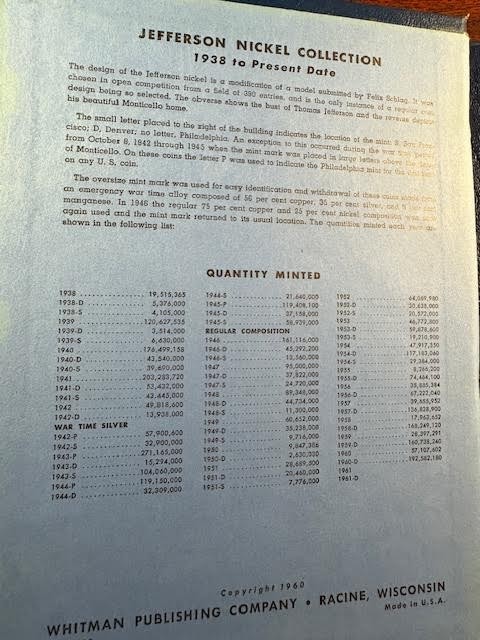 JEFFERSON NICKEL COLLECTION
1938 to Present Date
The design of the Jefferson nickel is a modification of a model submitted by Felix Schlag. It was
chosen in open competition from a field of 390 entries, and is the only instance of a regular
design being so selected. The obverse shows the bust of Thomas Jefferson and the reverse depicts
his beautiful Monticello home.
The small letter placed to the right of the building indicates the location of the mint: S, San Fran-
cisco; D, Denver; no letter, Philadelphia. An exception to this occurred during the war
from October 8, 1942 through 1945 when the mint mark was placed in large letters above
of Monticello. On these coins the letter P was used to indicate the Philadelphia mint for the
on any U. S. coin.
The oversize mint mark was used for easy identification and withdrawal of these coins made
an emergency war time alloy composed of 56 per cent copper, 35 per cent silver, and 9
manganese. In 1946 the regular 75 per cent copper and 25 per cent nickel composition was
again used and the mint mark returned to its usual location. The quantities minted each year are
shown in the following list:
QUANTITY MINTED
1938 19,515,365
1938-D 5,376,000
1938-S 4,105,000
1939 120,627,535
1939-D 3,514,000
1939-S 6,630,000
1940 176,499,158
1940-D 43,540,000
1940-S 39,690,000
1941 203,283,720
1941-D 53,432,000
1941-S 43,445,000
1942 49,818,600
1942-D 13,938,000
WAR TIME SILVER
1942-P 57,900,600
1942-S 32,900,000
1943-P 271,165,000
1943-D 15,294,000
1943-S 104,060,000
1944-P 119,150,000
1944-D 32,309,000
1944-S 21,640,000
1945-P 119,408,100
1945-D 37,158,000
1945-S 58,939,000
REGULAR COMPOSITION
1946 161,116,000
1946-D 45,292,200
1946-S 13,560,000
1947 95,000,000
1947-D 37,822,000
1947-S 24,720,000
1948 89,348,000
1948-D 44,734,000
1948-S 11,300,000
1949 60,652,000
1949-D 35,238,000
1949-S 9,716,000
1950 9,847,386
1950-D 2,630,030
1951 28,689,500
1951-D 20,460,000
1951-S 7,776,000
1952 64,069,980
1952-D 30,638,000
1952-S 20,572,000
1953 46,772,800
1953-D 59,878,600
1953-S 19,210,900
1954 47,917,350
1954-D 117,183,060
1954-S 29,384,000
1955 8,266,200
1955-D 74,464,100
1956 35,885,384
1956-D 67,222,040
1957 39,655,952
1957-D 136,828,900
1958 17,963,652
1958-D 168,249,120
1959 28,397,291
1959-D 160,738,240
1960 57,107,602
1960-D 192,582,180
1961
1961-D
Copyright 1960
WHITMAN PUBLISHING COMPANY • RACINE, WISCONSIN
Made in U.S.A.